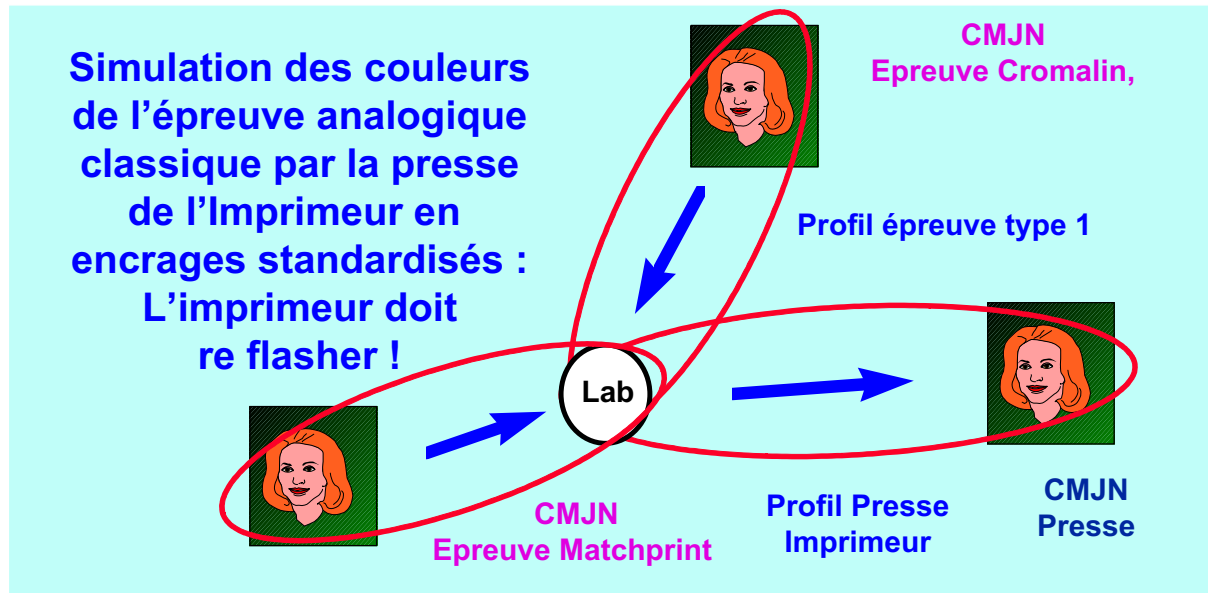 Simulation des couleurs
de l’épreuve analogique
classique par la presse
de l’Imprimeur en
encrages standardisés :
L’imprimeur doit
re flasher !
CMJN
Epreuve Cromalin,
Profil épreuve type 1
Lab
CMJN
Epreuve Matchprint
Profil Presse
Imprimeur
CMJN
Presse